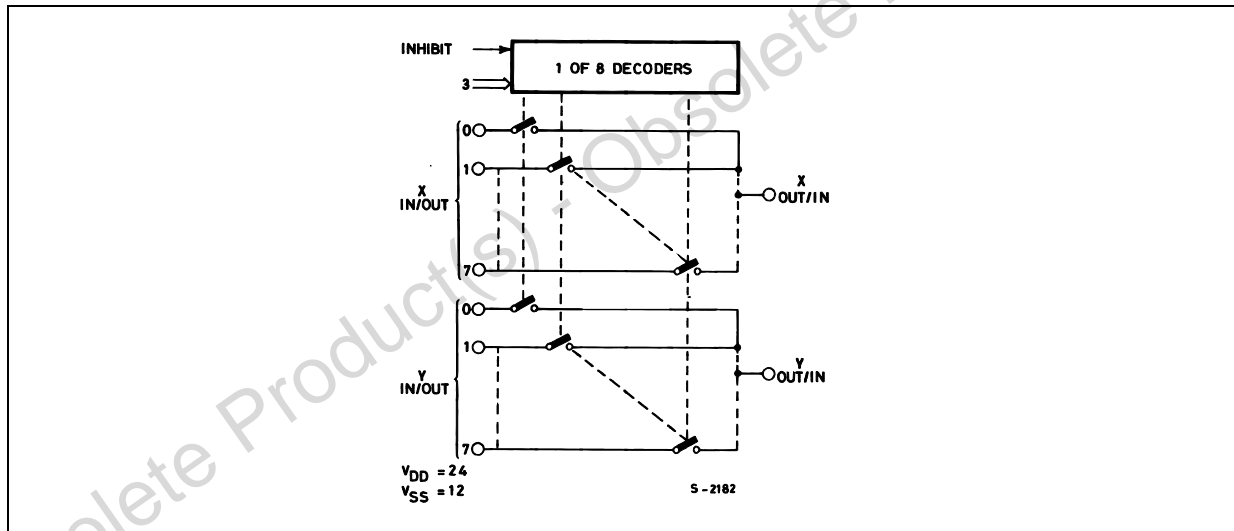 INHIBIT
1 OF 8 DECODERS
3
0
1
X
IN/OUT
X
OUT/IN
7
0
1
Y
IN/OUT
Y
OUT/IN
7
VDD = 24
VSS = 12
S-2182
olete Product(s) - Obsolete